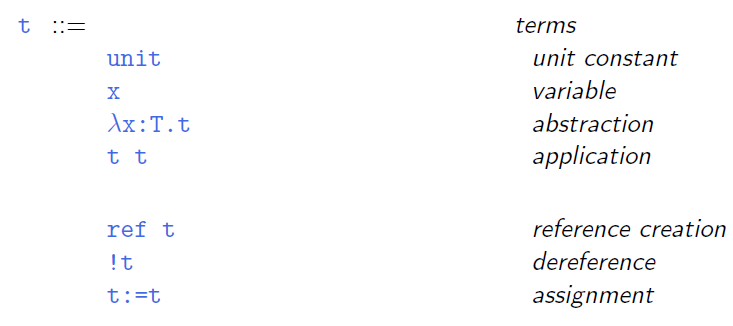 t ::= terms
unit unit constant
x variable
λx:T.t abstraction
t t application
ref t reference creation
!t dereference
t:=t assignment